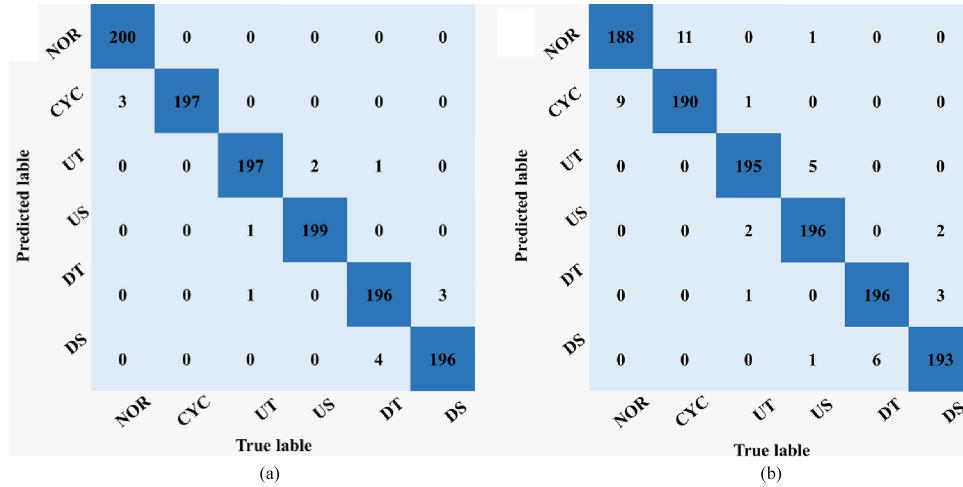 NOR 200 0 0 0 0 0
CYC 3 197 0 0 0 0
UT 0 0 197 2 1 0
US 0 0 1 199 0 0
DT 0 0 1 0 196 3
DS 0 0 0 0 4 196
Predicted lable
NOR CYC UT US DT DS
True lable
(a)
NOR 188 11 0 1 0 0
CYC 9 190 1 0 0 0
UT 0 0 195 5 0 0
US 0 0 2 196 0 2
DT 0 0 1 0 196 3
DS 0 0 0 1 6 193
Predicted lable
NOR CYC UT US DT DS
True lable
(b)